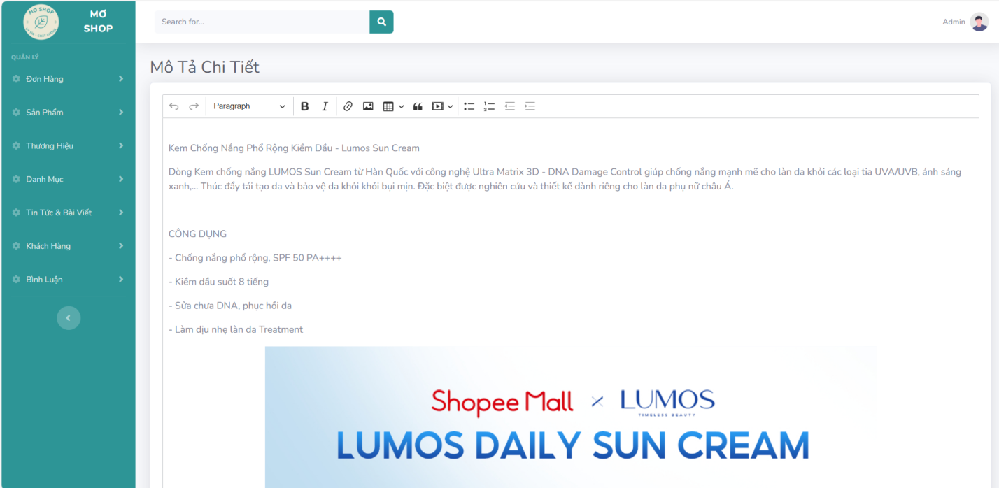 MƠ SHOP
UY TÍN - CHẤT LƯỢNG
MƠ
SHOP
Search for...
Admin
QUẢN LÝ
Đơn Hàng
Sản Phẩm
Thương Hiệu
Danh Mục
Tin Tức & Bài Viết
Khách Hàng
Bình Luận
Mô Tả Chi Tiết
Paragraph
Kem Chống Nắng Phổ Rộng Kiềm Dầu - Lumos Sun Cream
Dòng Kem chống nắng LUMOS Sun Cream từ Hàn Quốc với công nghệ Ultra Matrix 3D - DNA Damage Control giúp chống nắng mạnh mẽ cho làn da khỏi các loại tia UVA/UVB, ánh sáng
xanh,... Thúc đẩy tái tạo da và bảo vệ da khỏi khỏi bụi mịn. Đặc biệt được nghiên cứu và thiết kế dành riêng cho làn da phụ nữ châu Á.
CÔNG DỤNG
- Chống nắng phổ rộng, SPF 50 PA++++
- Kiềm dầu suốt 8 tiếng
- Sửa chưa DNA, phục hồi da
- Làm dịu nhẹ làn da Treatment
Shopee Mall × LUMOS
TIMELESS BEAUTY
LUMOS DAILY SUN CREAM